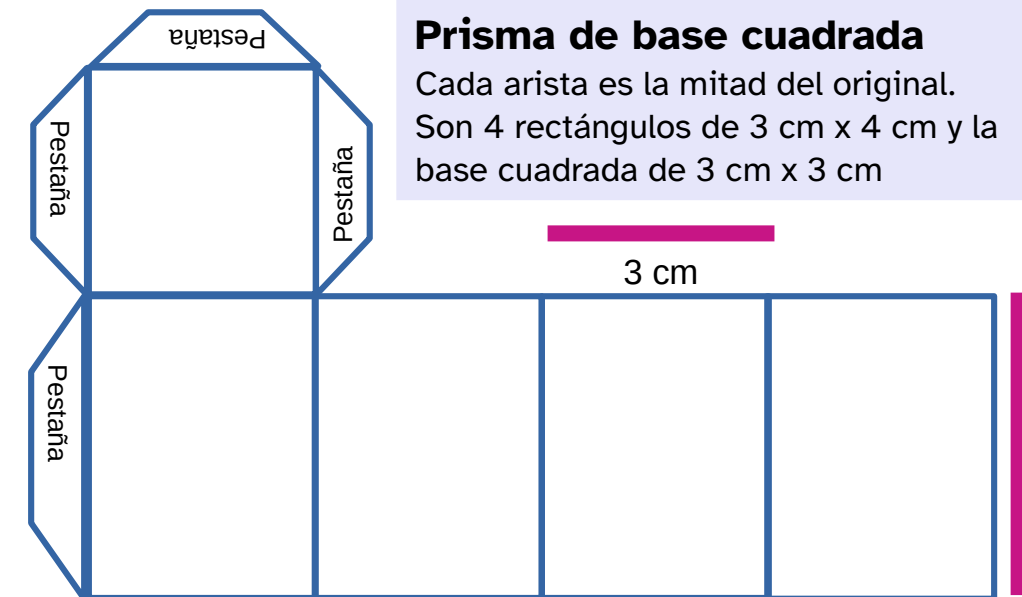 Pestaña
Prisma de base cuadrada
Cada arista es la mitad del original.
Son 4 rectángulos de 3 cm x 4 cm y la
base cuadrada de 3 cm x 3 cm
Pestaña
Pestaña
3 cm
Pestaña